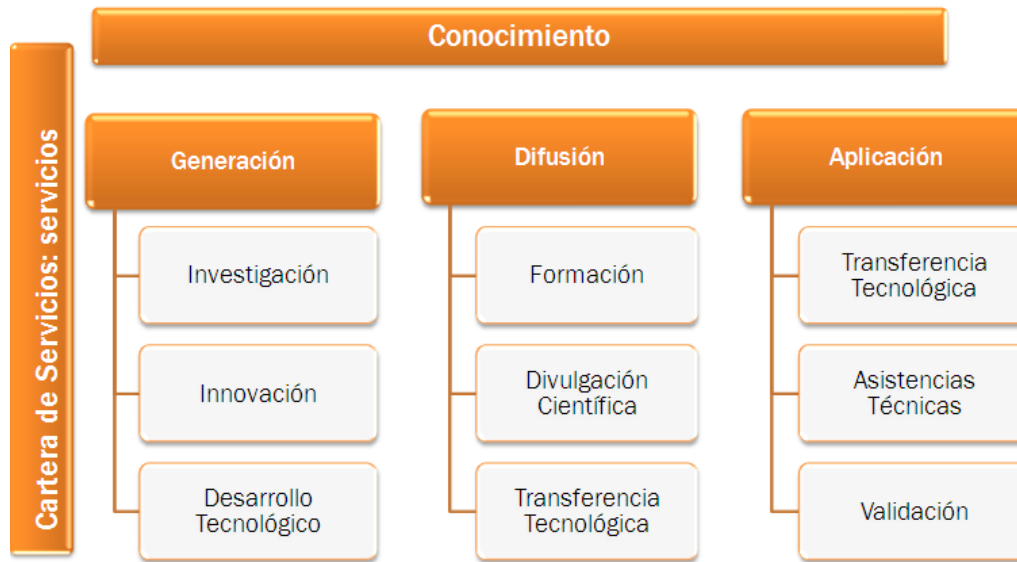 Conocimiento
Cartera de Servicios: servicios
Generación
Investigación
Innovación
Desarrollo
Tecnológico
Difusión
Formación
Divulgación
Científica
Transferencia
Tecnológica
Aplicación
Transferencia
Tecnológica
Asistencias
Técnicas
Validación